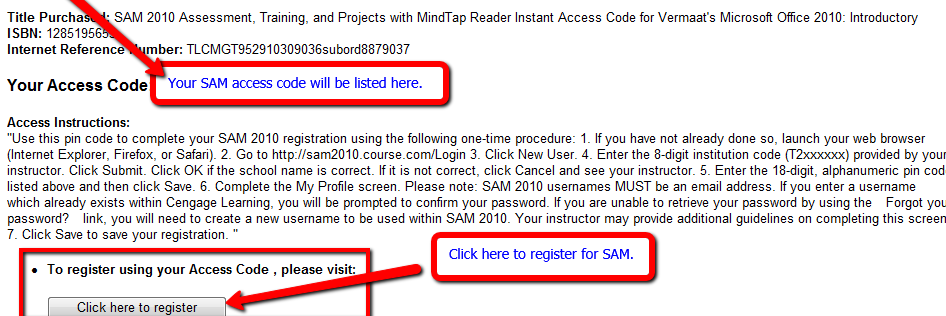 Title Purchased: SAM 2010 Assessment, Training, and Projects with MindTap Reader Instant Access Code for Vermaat's Microsoft Office 2010: Introductory
ISBN: 128519565
Internet Reference Number: TLCMGT952910309036subord8879037
Your Access Code
Your SAM access code will be listed here.
Access Instructions:
"Use this pin code to complete your SAM 2010 registration using the following one-time procedure: 1. If you have not already done so, launch your web browser
(Internet Explorer, Firefox, or Safari). 2. Go to http://sam2010.course.com/Login 3. Click New User. 4. Enter the 8-digit institution code (T2xxxxxx) provided by your
instructor. Click Submit. Click OK if the school name is correct. If it is not correct, click Cancel and see your instructor. 5. Enter the 18-digit, alphanumeric pin cod
listed above and then click Save. 6. Complete the My Profile screen. Please note: SAM 2010 usernames MUST be an email address. If you enter a username
which already exists within Cengage Learning, you will be prompted to confirm your password. If you are unable to retrieve your password by using the Forgot you
password? link, you will need to create a new username to be used within SAM 2010. Your instructor may provide additional guidelines on completing this screen
7. Click Save to save your registration. "
Click here to register for SAM.
• To register using your Access Code , please visit:
Click here to register